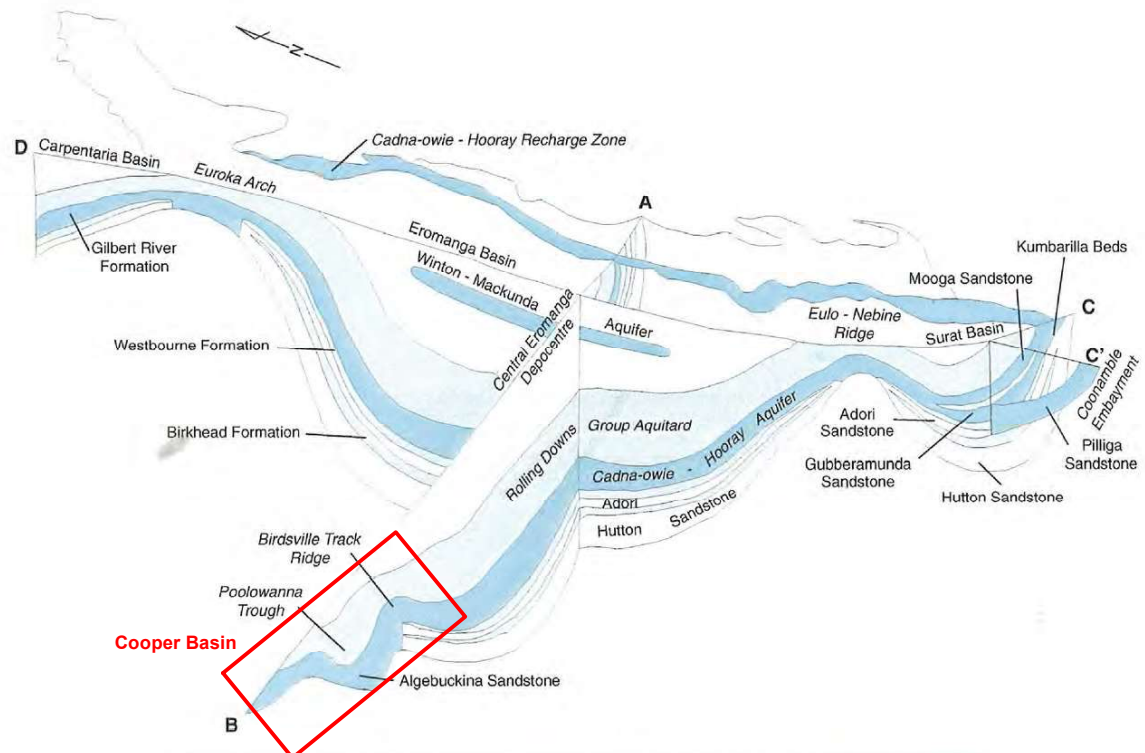 N
Cadna-owie - Hooray Recharge Zone
D
Carpentaria Basin
Euroka Arch
A
Gilbert River
Formation
Eromanga Basin
Winton - Mackunda
Aquifer
Central Eromanga
Depocentre
Kumbarilla Beds
Mooga Sandstone
C
Eulo - Nebine
Ridge
Surat Basin
C'
Coonamble
Embayment
Westbourne Formation
Birkhead Formation
Rolling Downs
Group Aquitard
Cadna-owie - Hooray Aquifer
Adori
Hutton Sandstone
Adori
Sandstone
Gubberamunda
Sandstone
Pilliga
Sandstone
Hutton Sandstone
Birdsville Track
Ridge
Poolowanna
Trough
Cooper Basin
Algebuckina Sandstone
B